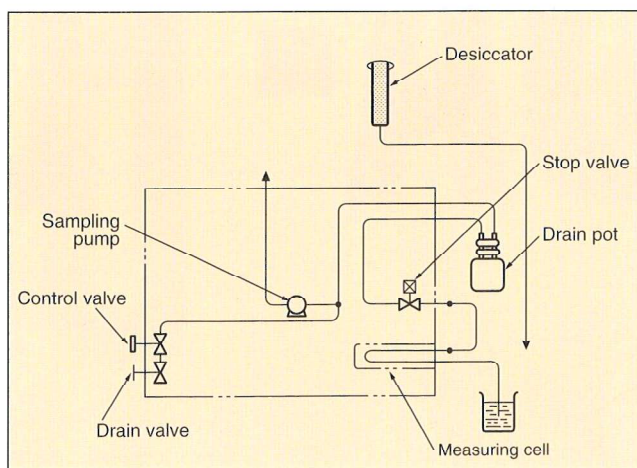 Desiccator
Stop valve
Sampling
pump
Drain pot
Control valve
Drain valve
Measuring cell